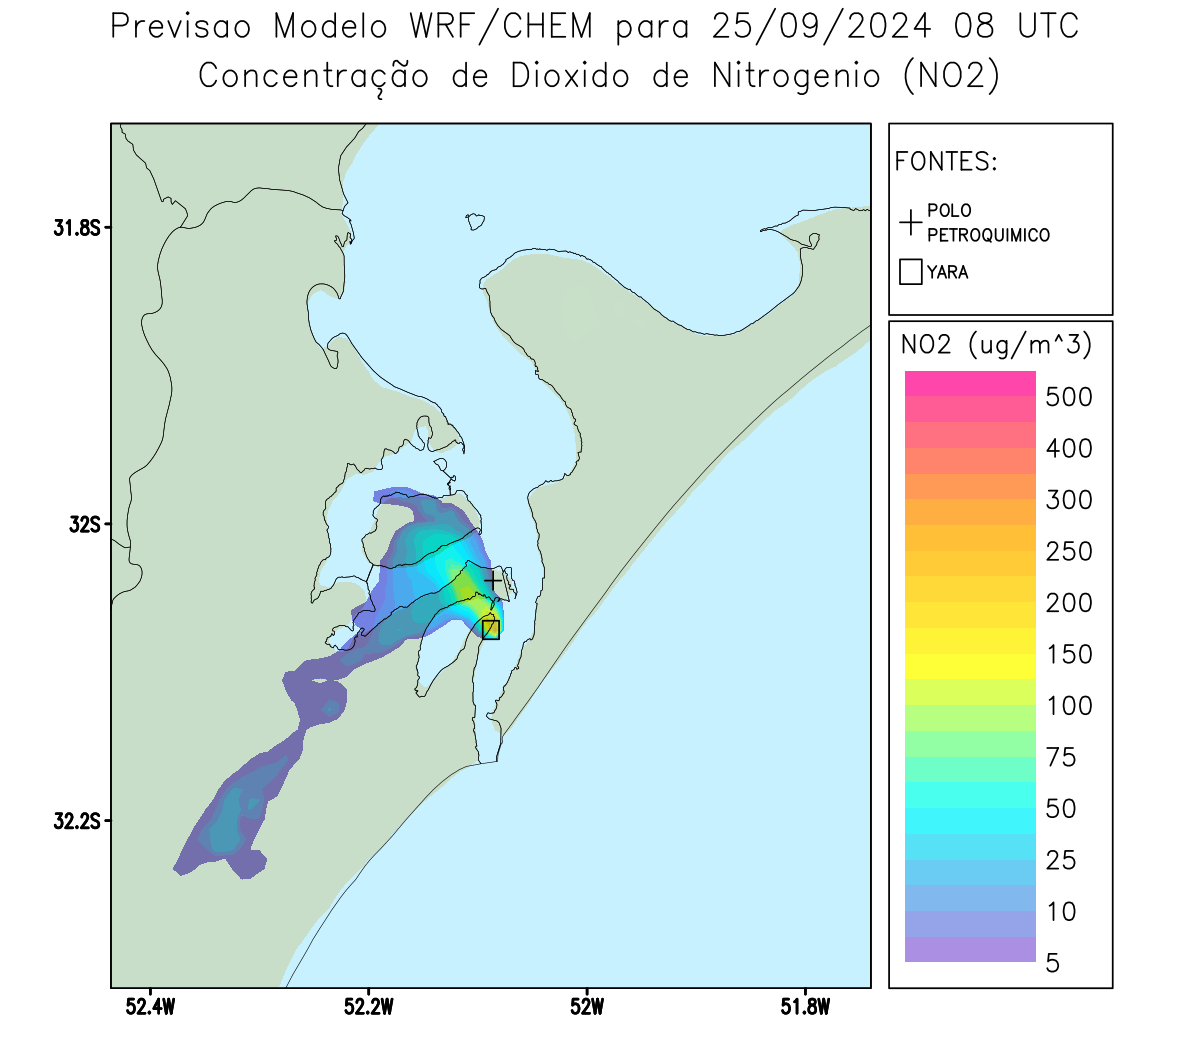 Previsao Modelo WRF/CHEM para 25/09/2024 08 UTC
Concentração de Dioxido de Nitrogenio (NO2)
FONTES:
POLO
PETROQUIMICO
YARA
NO2 (ug/m^3)
500
400
300
250
200
150
100
75
50
25
10
5
31.8S
32S
32.2S
52.4W
52.2W
52W
51.8W